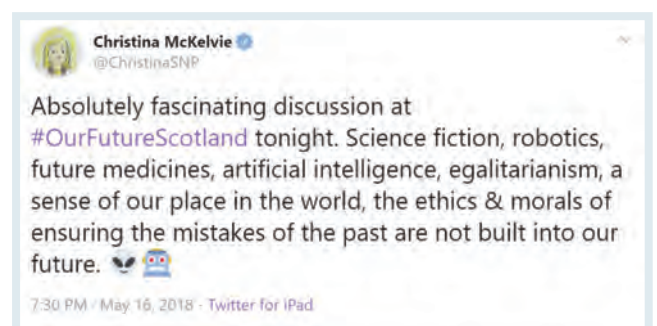 Christina McKelvie
@ChristinaSNP
Absolutely fascinating discussion at
#OurFutureScotland tonight. Science fiction, robotics,
future medicines, artificial intelligence, egalitarianism, a
sense of our place in the world, the ethics & morals of
ensuring the mistakes of the past are not built into our
future. 👽 🤖
7:30 PM · May 16, 2018 · Twitter for iPad